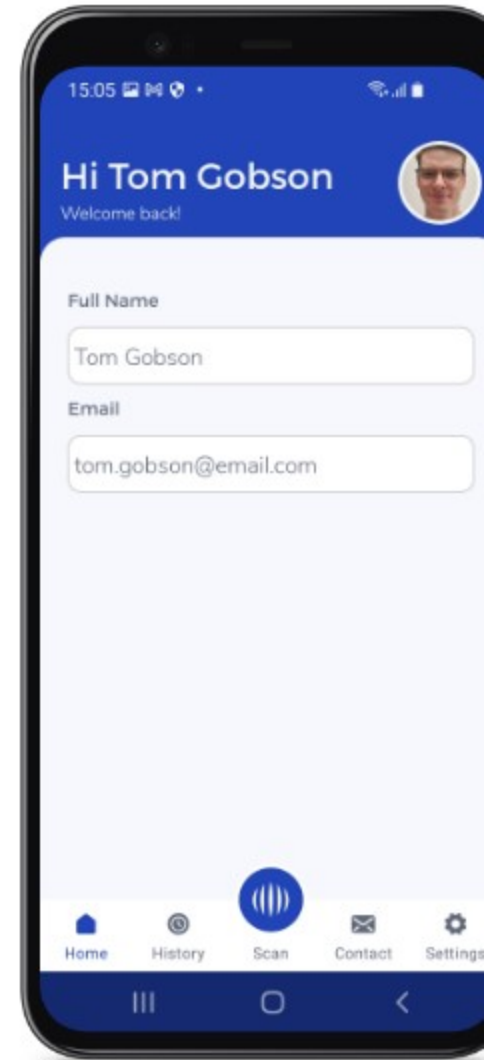 15:05
Hi Tom Gobson
Welcome back!
Full Name
Tom Gobson
Email
tom.gobson@email.com
Home History Scan Contact Settings